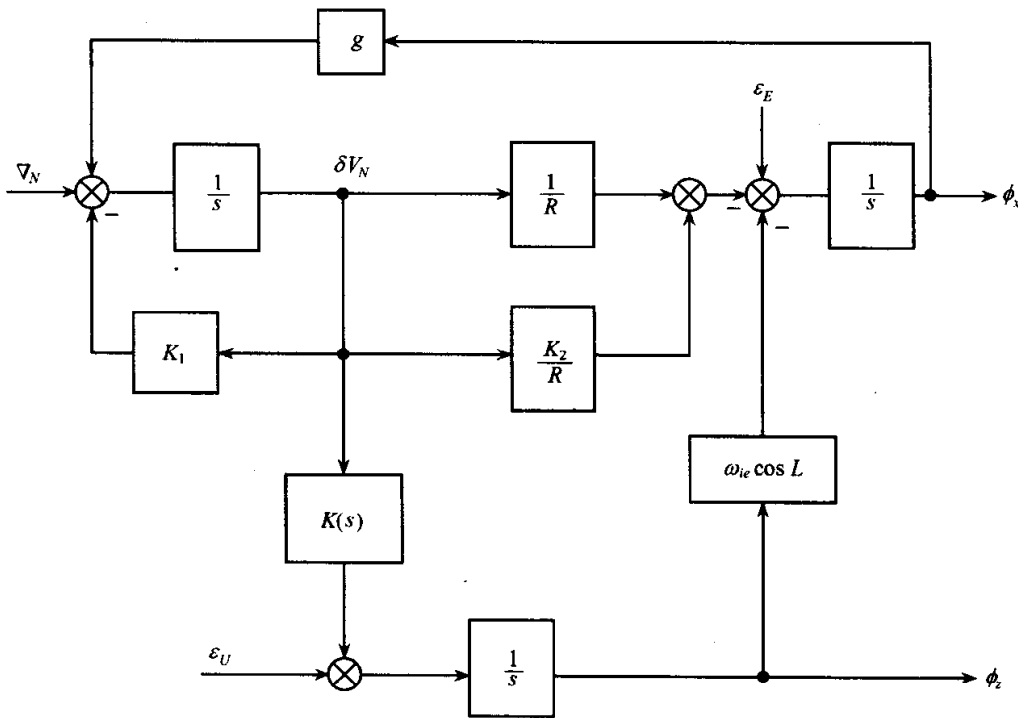 g
ε_E
∇_N
1/s
δV_N
1/R
1/s
ϕ_x
−
−
−
K_1
K_2/R
ω_ie cos L
K(s)
ε_U
1/s
ϕ_z